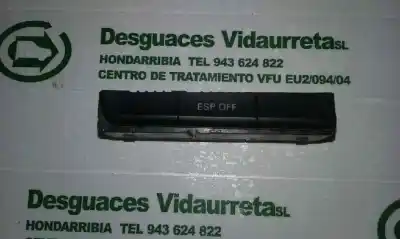 Desguaces Vidaurreta SL
HONDARRIBIA TEL 943 624 822
CENTRO DE TRATAMIENTO VFU EU2/094/04
ESP OFF
Desguaces Vidaurreta SL
HONDARRIBIA TEL 943 624 822